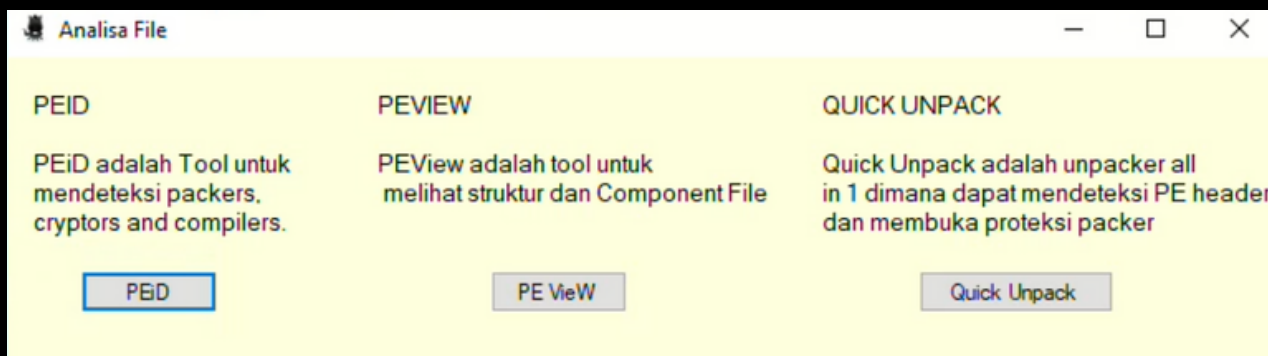 Analisa File
PEID
PEiD adalah Tool untuk
mendeteksi packers,
cryptors and compilers.
PEiD
PEVIEW
PEView adalah tool untuk
melihat struktur dan Component File
PE VieW
QUICK UNPACK
Quick Unpack adalah unpacker all
in 1 dimana dapat mendeteksi PE header
dan membuka proteksi packer
Quick Unpack